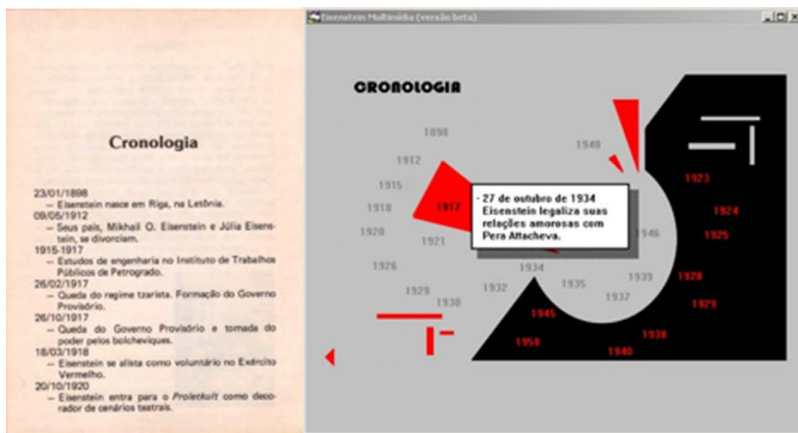 Cronologia
23/01/1898
— Eisenstein nasce em Riga, na Letônia.
09/05/1912
— Seus pais, Mikhail O. Eisenstein e Júlia Eisens-
tein, se divorciam.
1915-1917
— Estudos de engenharia no Instituto de Trabalhos
Públicos de Petrogrado.
26/02/1917
— Queda do regime tzarista. Formação do Governo
Provisório.
26/10/1917
— Queda do Governo Provisório e tomada do
poder pelos bolcheviques.
18/03/1918
— Eisenstein se alista como voluntário no Exército
Vermelho.
20/10/1920
— Eisenstein entra para o Proletkult como deco-
rador de cenários teatrais.
Eisenstein Multimídia (versão beta)
CRONOLOGIA
1898
1912
1915
1918
1917
1920
1921
1926
1929
1930
1932
1934
1935
1937
1939
1946
1948
- 27 de outubro de 1934
Eisenstein legaliza suas
relações amorosas com
Pera Attacheva.
1923
1924
1925
1928
1929
1938
1940
1945
1958